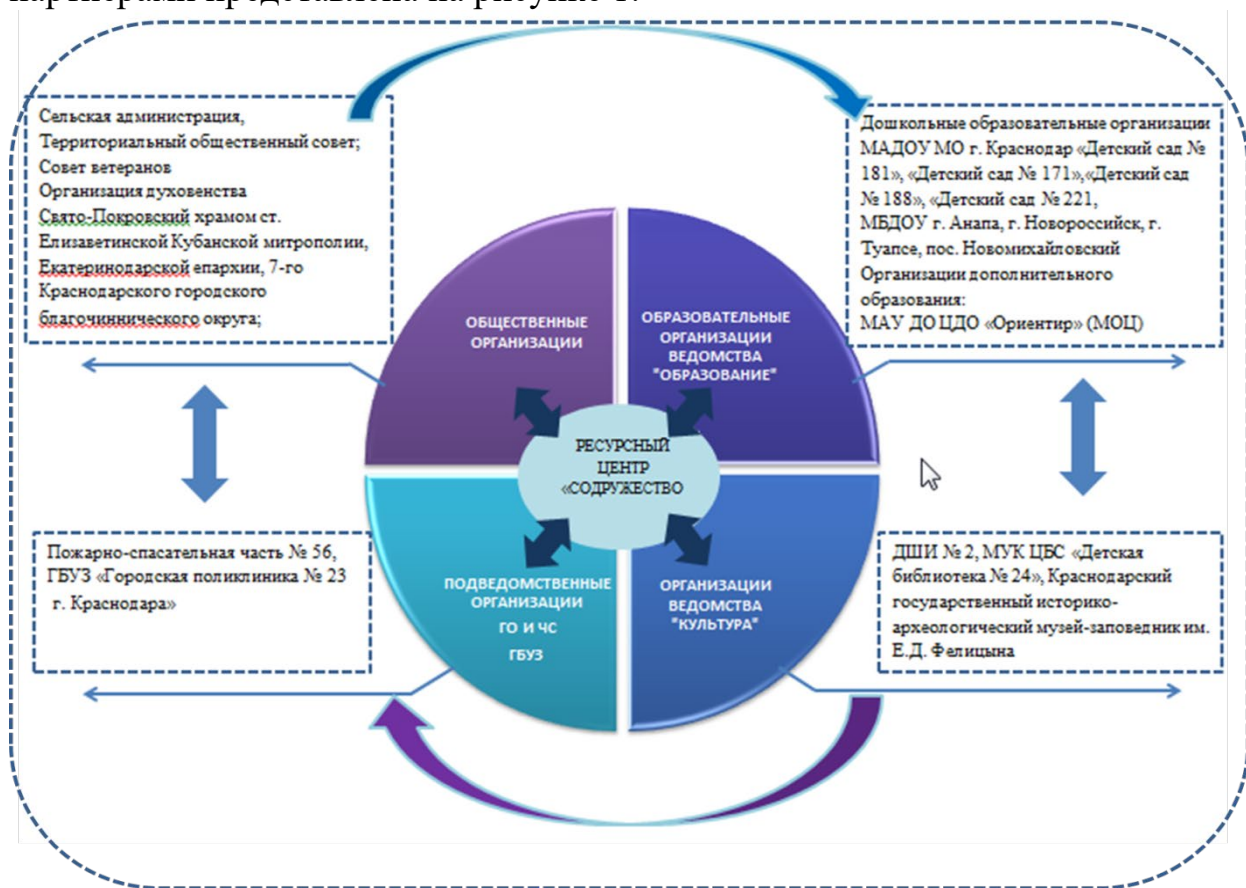 партнерами представлена на рисунке 1.
Сельская администрация,
Территориальный общественный совет;
Совет ветеранов
Организация духовенства
Свято-Покровский храмом ст.
Елизаветинской Кубанской митрополии,
Екатеринодарской епархии, 7-го
Краснодарского городского
благочиннического округа;
Дошкольные образовательные организации
МАДОУ МО г. Краснодар «Детский сад №
181», «Детский сад № 171»,«Детский сад
№ 188», «Детский сад № 221,
МБДОУ г. Анапа, г. Новороссийск, г.
Туапсе, пос. Новомихайловский
Организации дополнительного
образования:
МАУ ДО ЦДО «Ориентир» (МОЦ)
ОБЩЕСТВЕННЫЕ
ОРГАНИЗАЦИИ
ОБРАЗОВАТЕЛЬНЫЕ
ОРГАНИЗАЦИИ
ВЕДОМСТВА
"ОБРАЗОВАНИЕ"
РЕСУРСНЫЙ
ЦЕНТР
«СОДРУЖЕСТВО
Пожарно-спасательная часть № 56,
ГБУЗ «Городская поликлиника № 23
г. Краснодара»
ПОДВЕДОМСТВЕННЫЕ
ОРГАНИЗАЦИИ
ГО И ЧС
ГБУЗ
ОРГАНИЗАЦИИ
ВЕДОМСТВА
"КУЛЬТУРА"
ДШИ № 2, МУК ЦБС «Детская
библиотека № 24», Краснодарский
государственный историко-
археологический музей-заповедник им.
Е.Д. Фелицына